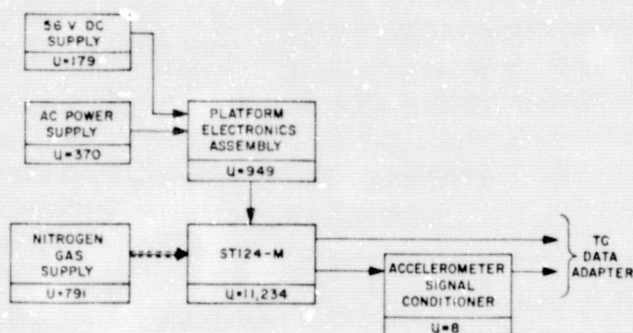 56 V DC
SUPPLY
U=179
AC POWER
SUPPLY
U=370
PLATFORM
ELECTRONICS
ASSEMBLY
U=949
NITROGEN
GAS
SUPPLY
U=791
ST124-M
U=11,234
ACCELEROMETER
SIGNAL
CONDITIONER
U=8
TO
DATA
ADAPTER